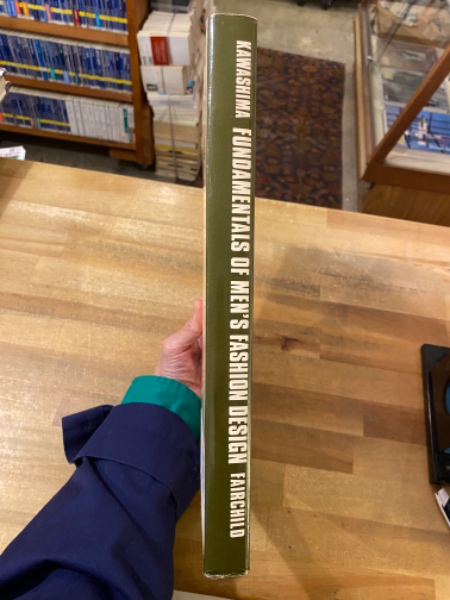 KAWASHIMA FUNDAMENTALS OF MEN'S FASHION DESIGN FAIRCHILD